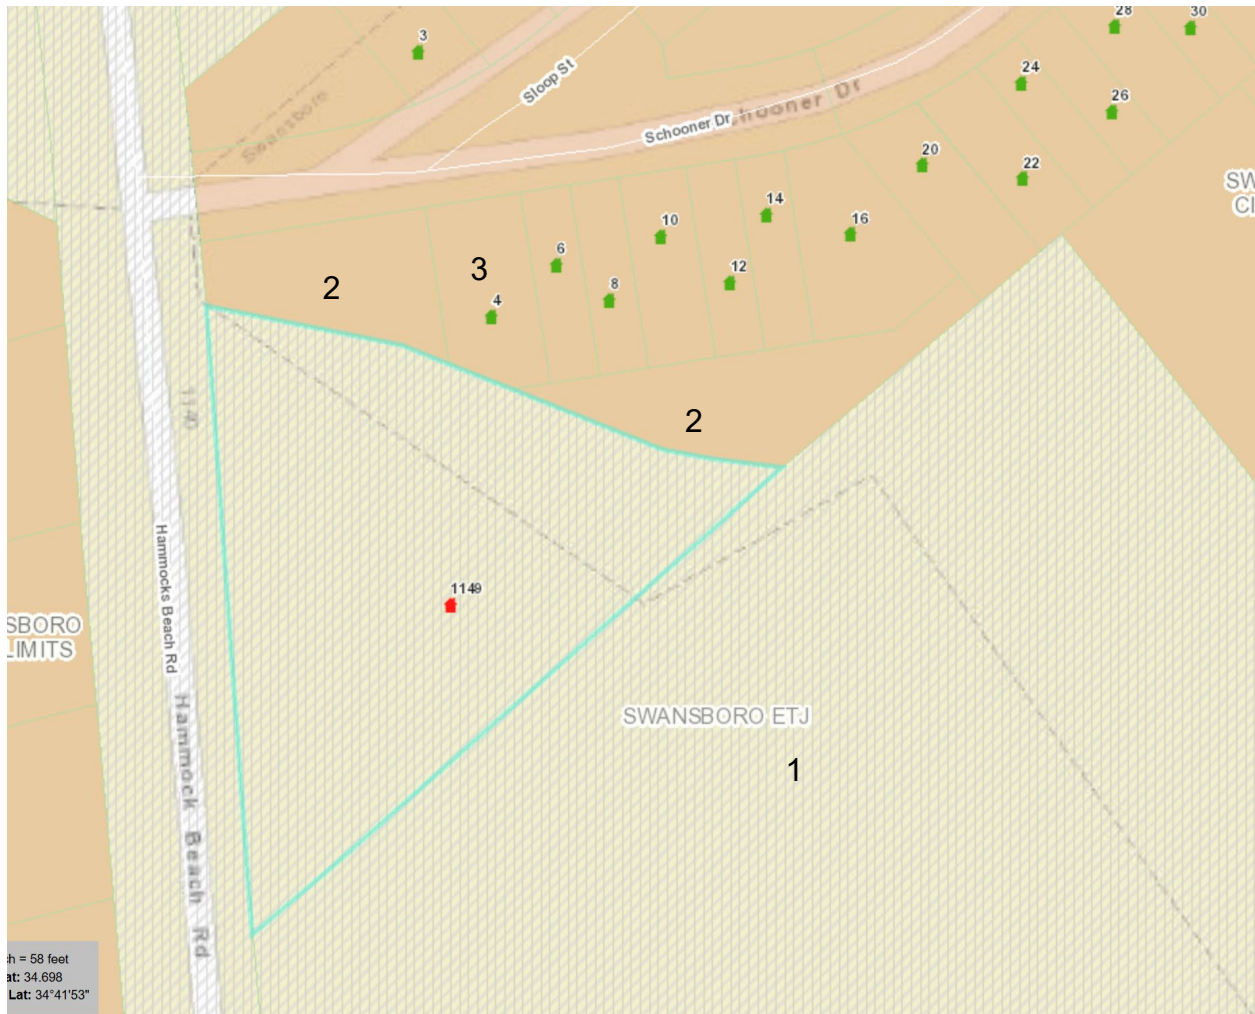 28
30
3
24
Sloop St
26
Swansboro
Schooner Dr
hooner Dr
20
22
SW
CI
14
10
16
6
2
3
12
8
4
1140
2
Hammocks Beach Rd
1149
SBORO
LIMITS
Hammock Beach Rd
SWANSBORO ETJ
1
ch = 58 feet
at: 34.698
Lat: 34°41'53"